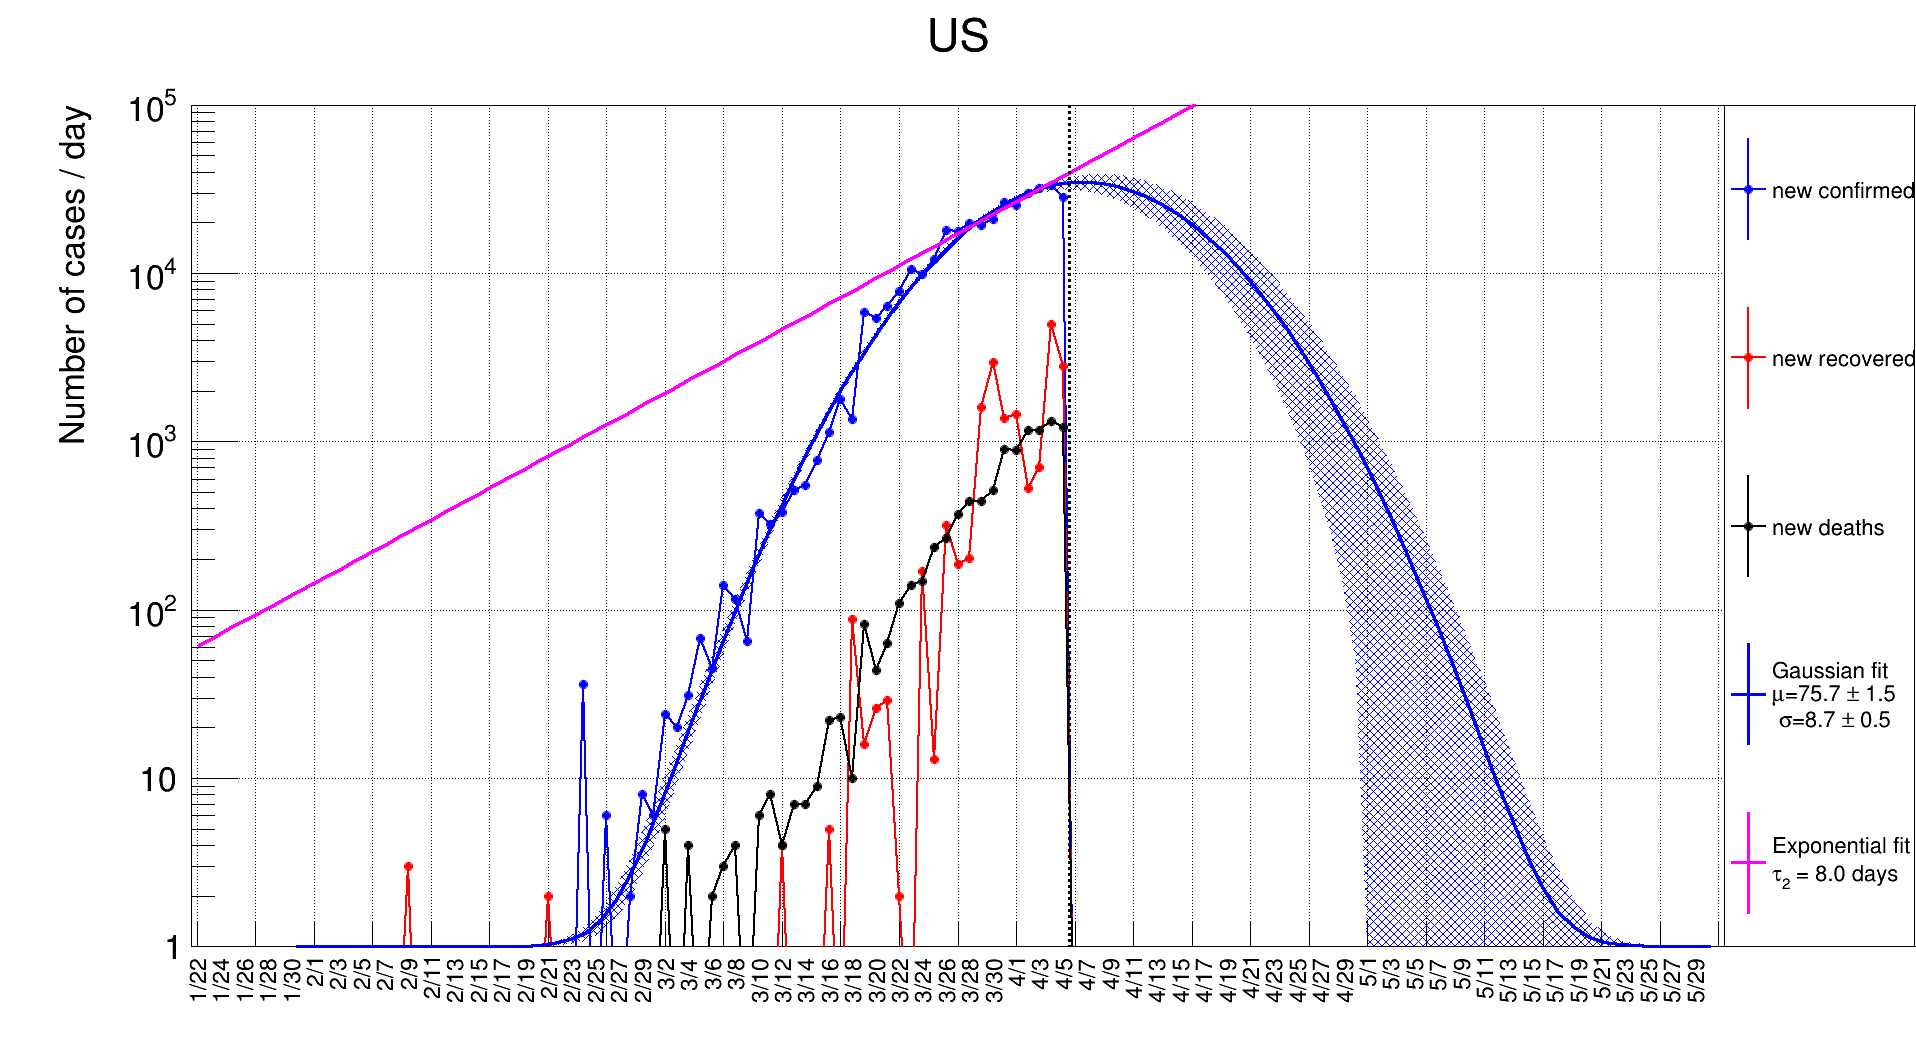 US
Number of cases / day
10⁵
10⁴
10³
10²
10
1
1/22 1/24 1/26 1/28 1/30 2/1 2/3 2/5 2/7 2/9 2/11 2/13 2/15 2/17 2/19 2/21 2/23 2/25 2/27 2/29 3/2 3/4 3/6 3/8 3/10 3/12 3/14 3/16 3/18 3/20 3/22 3/24 3/26 3/28 3/30 4/1 4/3 4/5 4/7 4/9 4/11 4/13 4/15 4/17 4/19 4/21 4/23 4/25 4/27 4/29 5/1 5/3 5/5 5/7 5/9 5/11 5/13 5/15 5/17 5/19 5/21 5/23 5/25 5/27 5/29
new confirmed
new recovered
new deaths
Gaussian fit
μ=75.7 ± 1.5
σ=8.7 ± 0.5
Exponential fit
τ₂ = 8.0 days